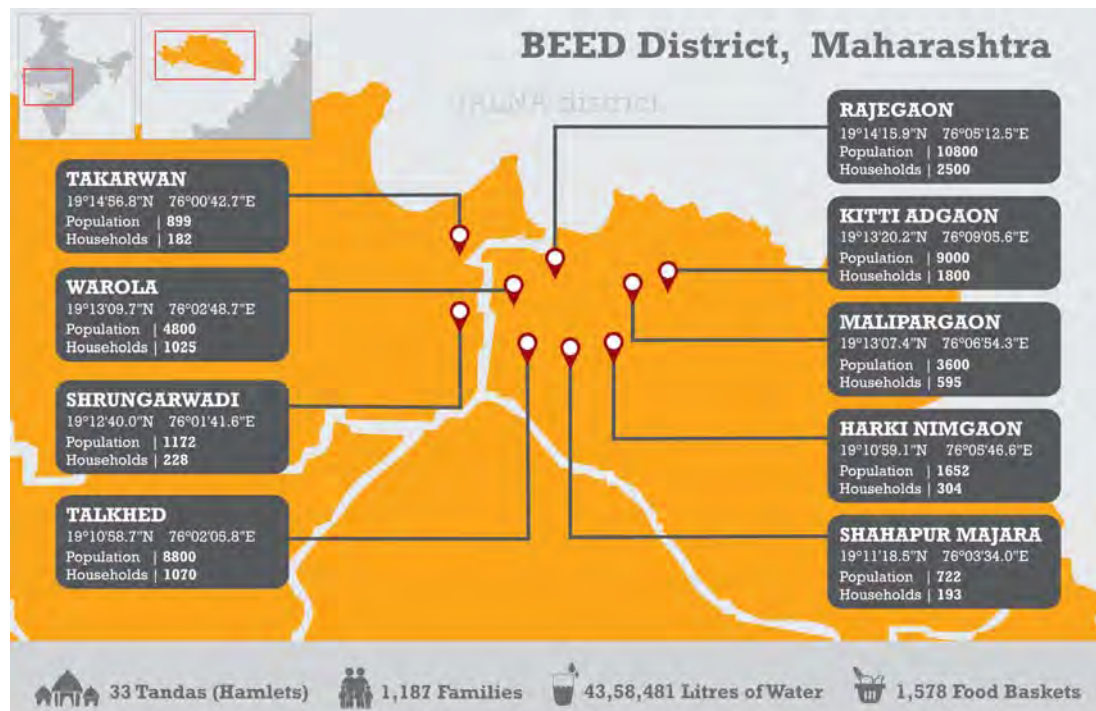 BEED District, Maharashtra
JALNA district
TAKARWAN
19°14'56.8"N 76°00'42.7"E
Population | 899
Households | 182
WAROLA
19°13'09.7"N 76°02'48.7"E
Population | 4800
Households | 1025
SHRUNGARWADI
19°12'40.0"N 76°01'41.6"E
Population | 1172
Households | 228
TALKHED
19°10'58.7"N 76°02'05.8"E
Population | 8800
Households | 1070
RAJEGAON
19°14'15.9"N 76°05'12.5"E
Population | 10800
Households | 2500
KITTI ADGAON
19°13'20.2"N 76°09'05.6"E
Population | 9000
Households | 1800
MALIPARGAON
19°13'07.4"N 76°06'54.3"E
Population | 3600
Households | 595
HARKI NIMGAON
19°10'59.1"N 76°05'46.6"E
Population | 1652
Households | 304
SHAHAPUR MAJARA
19°11'18.5"N 76°03'34.0"E
Population | 722
Households | 193
33 Tandas (Hamlets)
1,187 Families
43,58,481 Litres of Water
1,578 Food Baskets